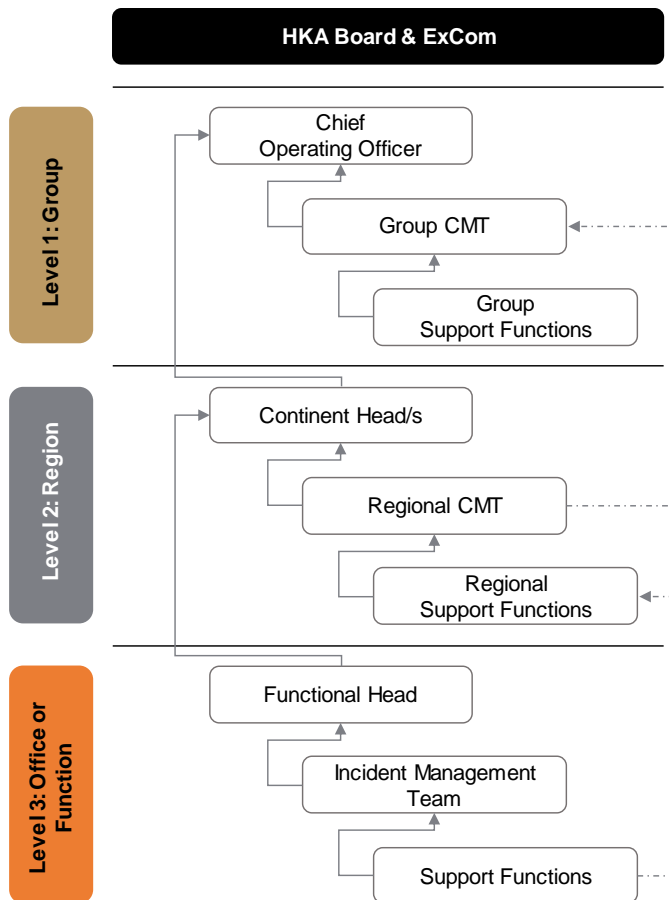 HKA Board & ExCom
Level 1: Group
Chief
Operating Officer
Group CMT
Group
Support Functions
Level 2: Region
Continent Head/s
Regional CMT
Regional
Support Functions
Level 3: Office or
Function
Functional Head
Incident Management
Team
Support Functions